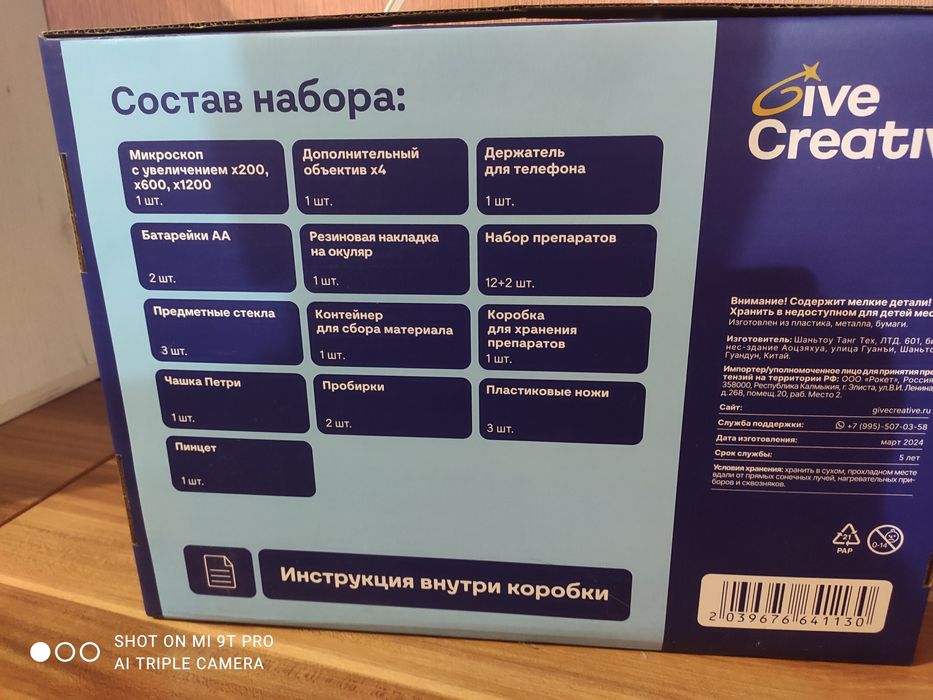 Состав набора:
Микроскоп
с увеличением x200,
x600, x1200
1 шт.
Дополнительный
объектив x4
1 шт.
Держатель
для телефона
1 шт.
Батарейки АА
2 шт.
Резиновая накладка
на окуляр
1 шт.
Набор препаратов
12+2 шт.
Предметные стекла
3 шт.
Контейнер
для сбора материала
1 шт.
Коробка
для хранения
препаратов
1 шт.
Чашка Петри
1 шт.
Пробирки
2 шт.
Пластиковые ножи
3 шт.
Пинцет
1 шт.
Инструкция внутри коробки
Give
Creativ
Внимание! Содержит мелкие детали!
Хранить в недоступном для детей мес
Изготовлен из пластика, металла, бумаги.
Изготовитель: Шаньтоу Танг Тех, ЛТД. 601, би
нес-здание Аоцзяхуа, улица Гуанъи, Шаньто
Гуандун, Китай.
Импортер/уполномоченное лицо для принятия пре
тензий на территории РФ: ООО «Рокет», Россия
358000, Республика Калмыкия, г. Элиста, ул.В.И. Ленина
д.268, помещ.20, раб. Место 2.
Сайт: givecreative.ru
Служба поддержки: +7 (995)-507-03-58
Дата изготовления: март 2024
Срок службы: 5 лет
Условия хранения: хранить в сухом, прохладном месте
вдали от прямых сонечных лучей, нагревательных при-
боров и сквозняков.
21
PAP
0-14
2 039676 641130
SHOT ON MI 9T PRO
AI TRIPLE CAMERA